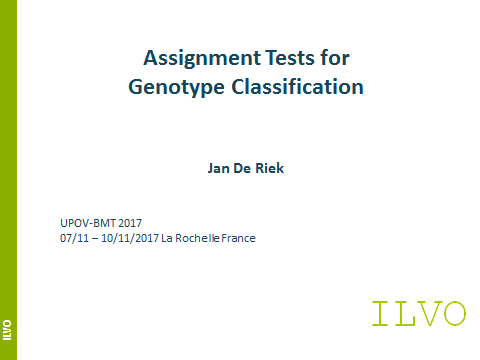 Assignment Tests for
Genotype Classification
Jan De Riek
UPOV-BMT 2017
07/11 – 10/11/2017 La Rochelle France
ILVO
ILVO